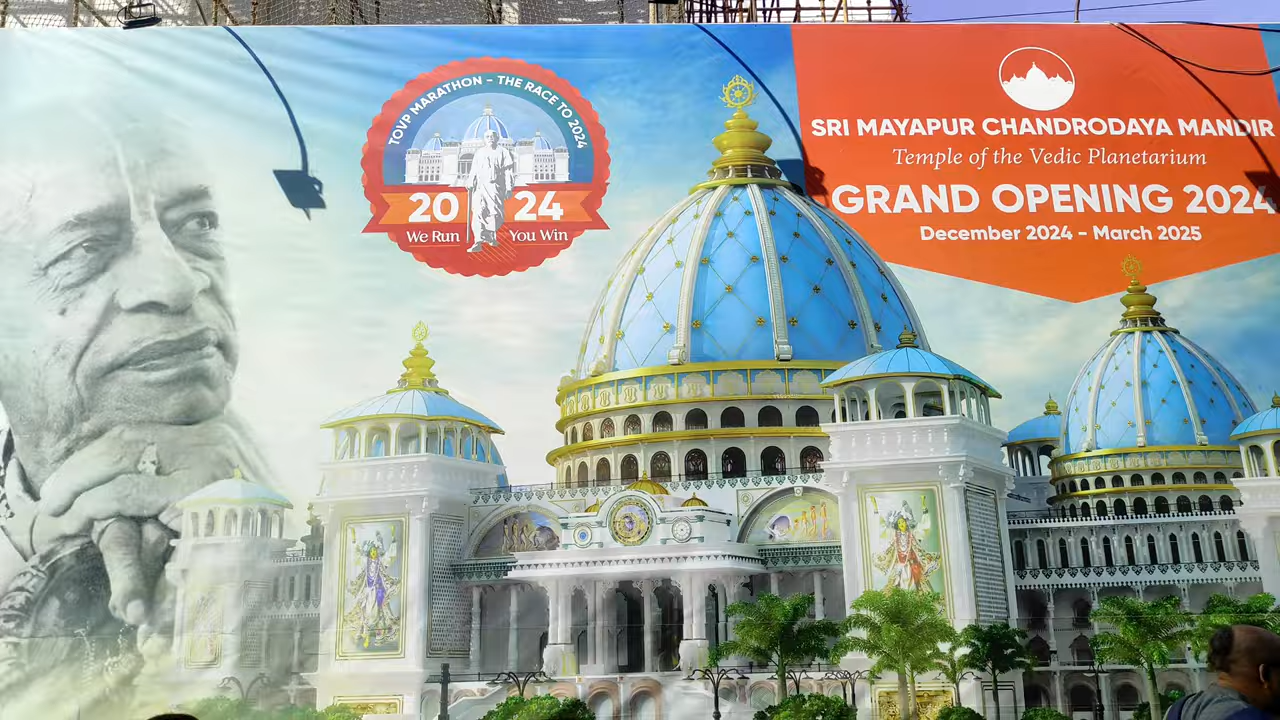 TOVP MARATHON - THE RACE TO 2024
20 24
We Run You Win
SRI MAYAPUR CHANDRODAYA MANDIR
Temple of the Vedic Planetarium
GRAND OPENING 2024
December 2024 - March 2025